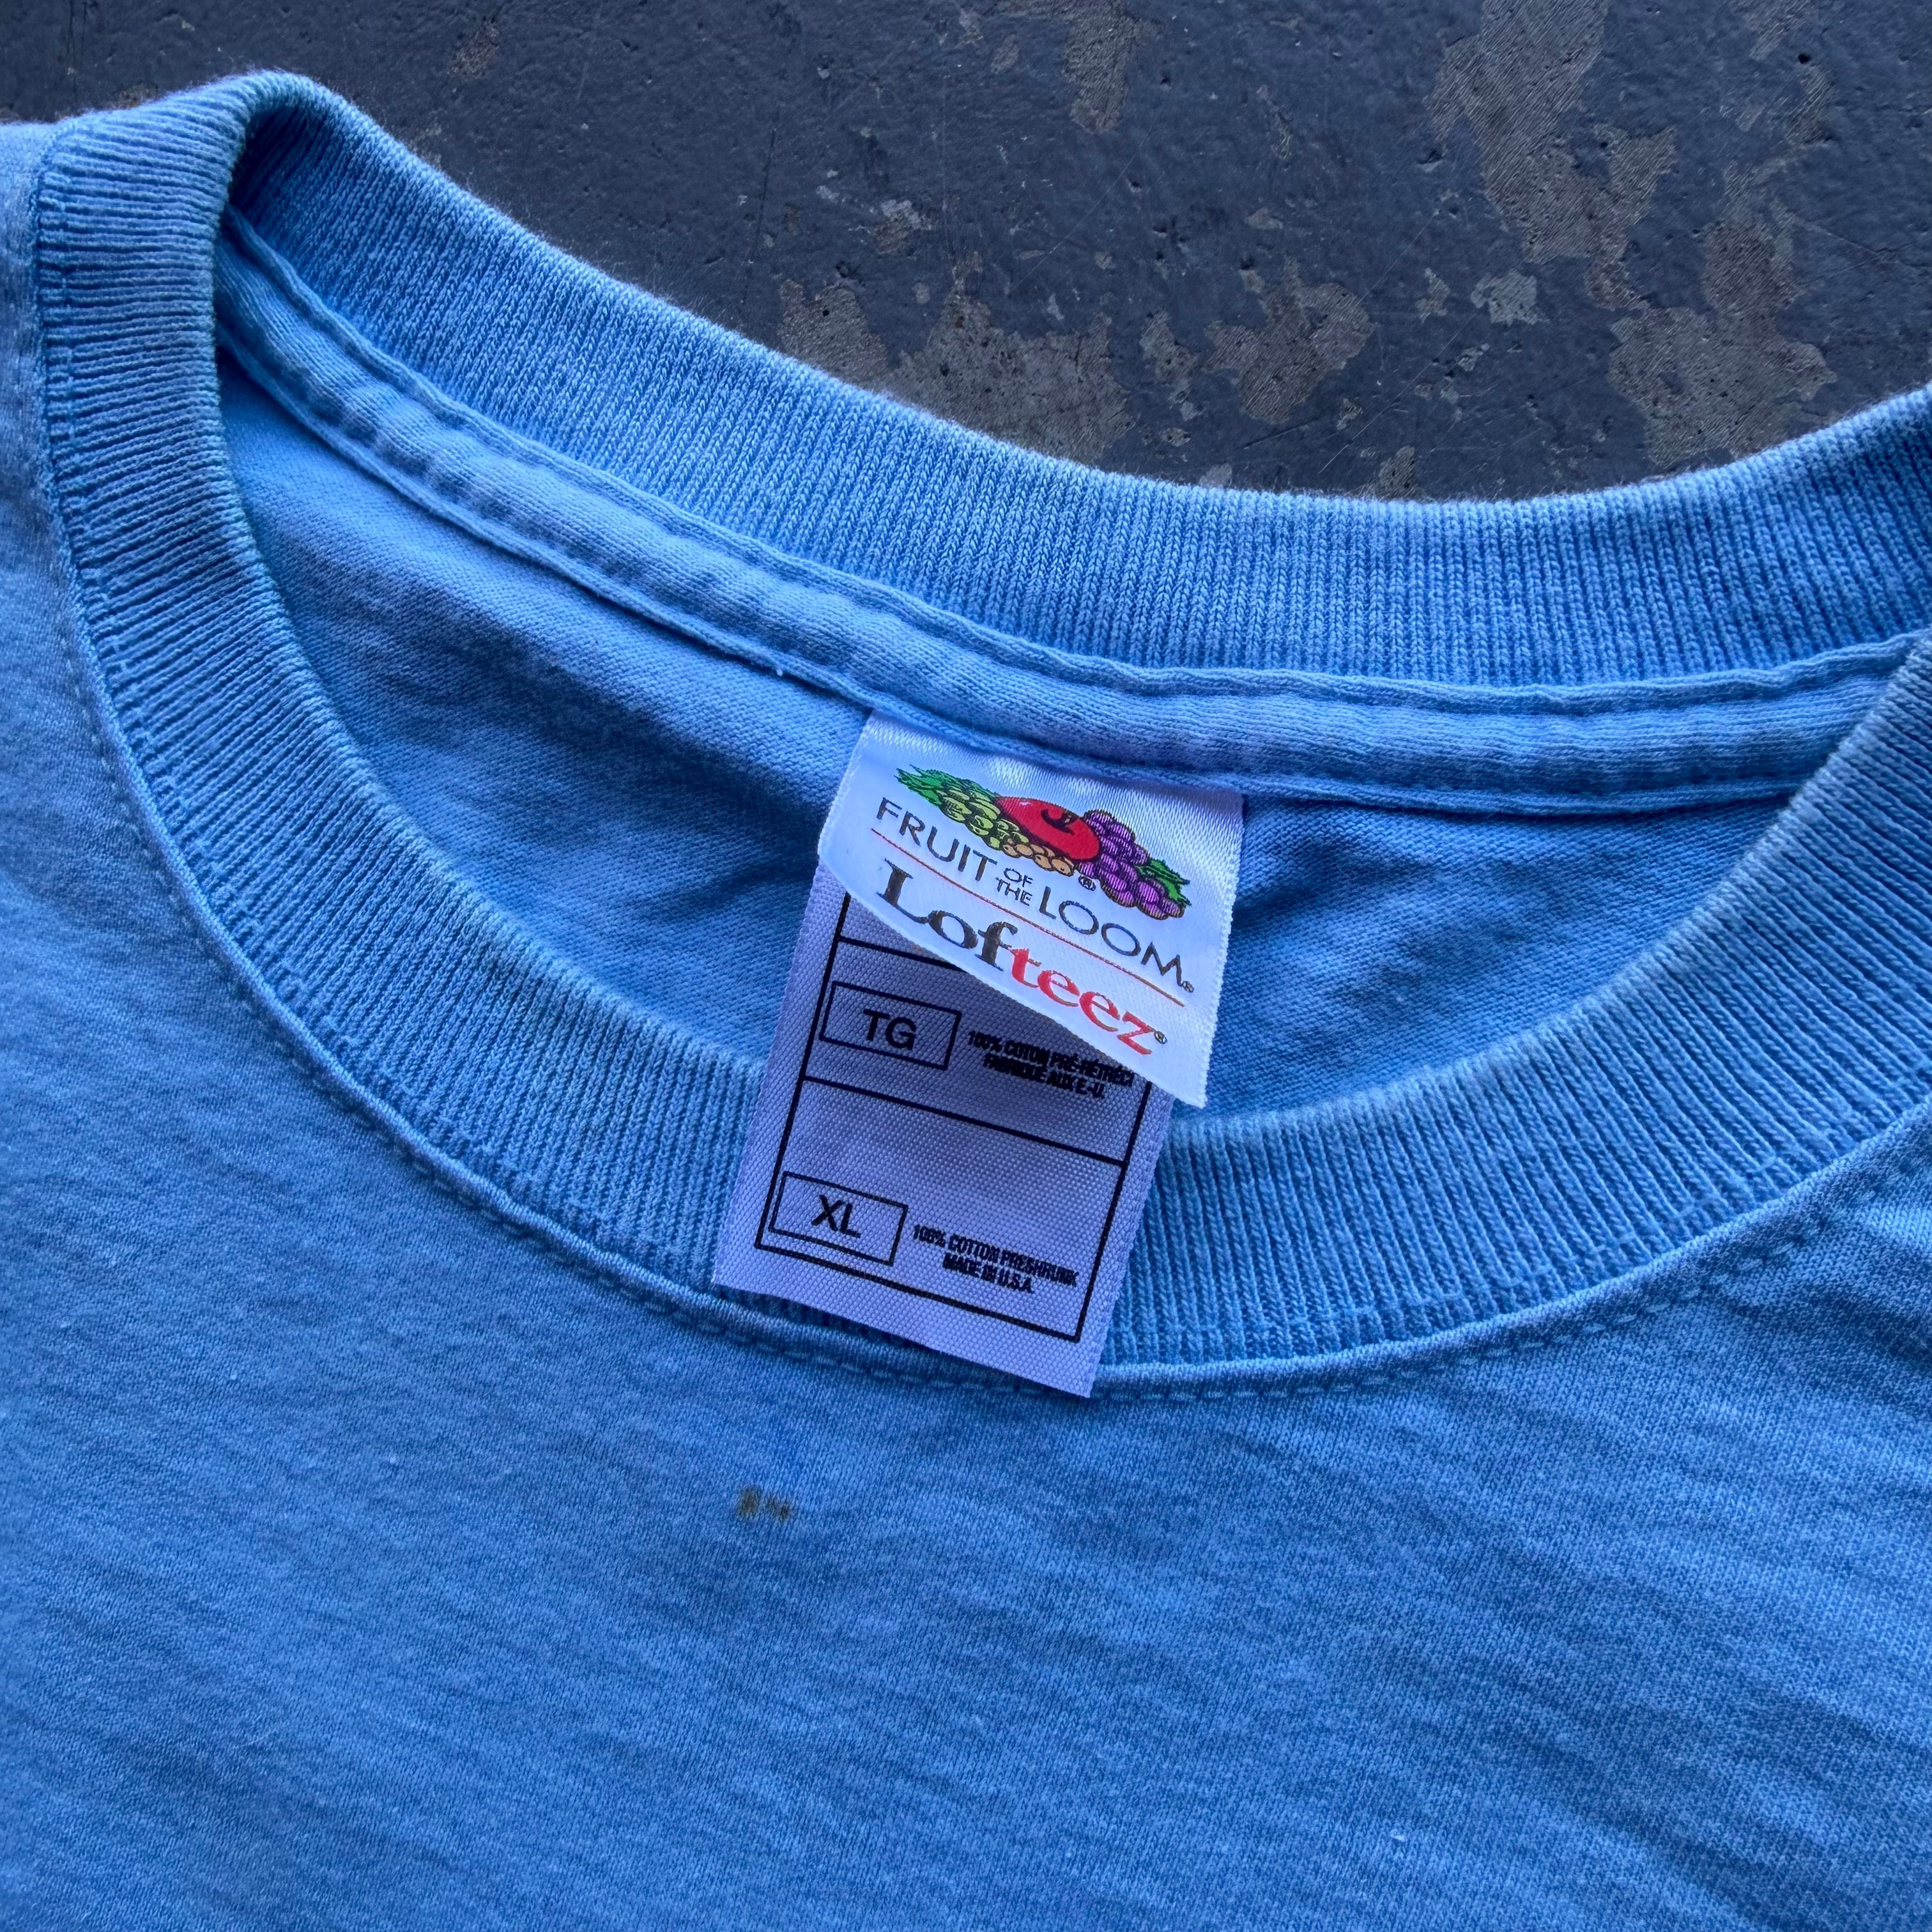 FRUIT OF THE LOOM®
Lofteez®
TG
100% COTON PRÉ-RÉTRÉCI
FABRIQUÉ AUX É.-U.
XL
100% COTTON PRESHRUNK
MADE IN U.S.A.